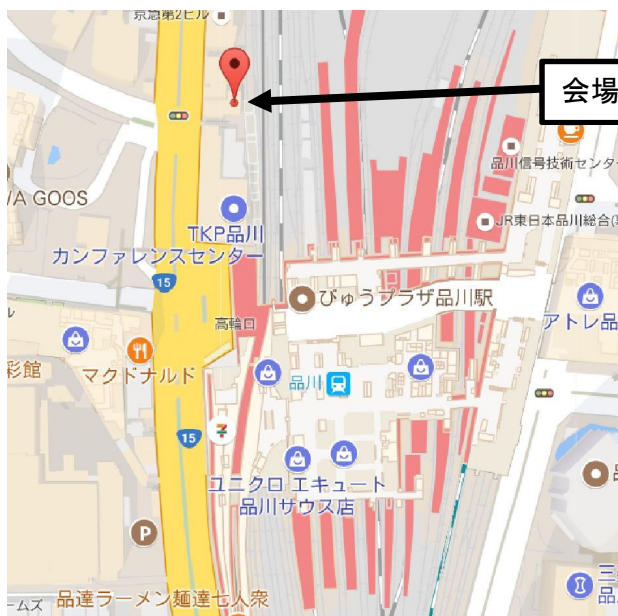 京急第2ビル
会場
品川信号技術センタ
/A GOOS
JR東日本品川総合(
TKP品川
カンファレンスセンター
15
びゅうプラザ品川駅
高輪口
アトレ品
ル
彩館
マクドナルド
品川
15
7
ユニクロ エキュート
品川サウス店
P
品
三
品
ームズ
品達ラーメン麺達七人衆